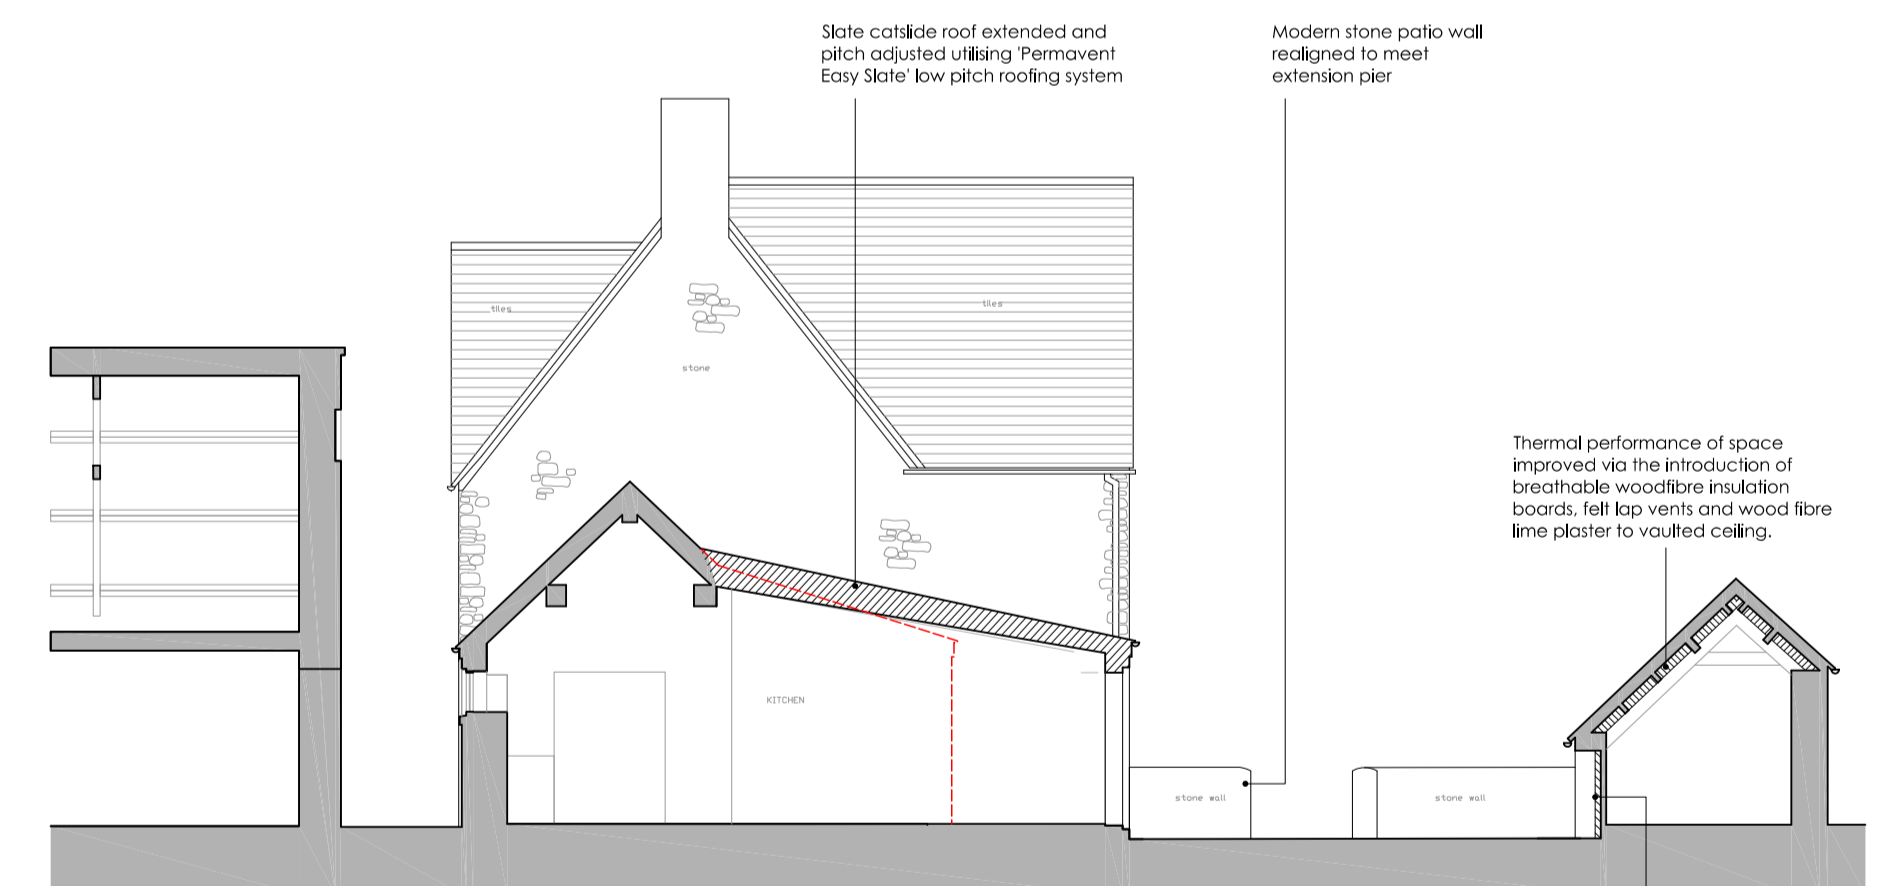 Slate catslide roof extended and
pitch adjusted utilising 'Permavent
Easy Slate' low pitch roofing system
Modern stone patio wall
realigned to meet
extension pier
tiles
tiles
stone
Thermal performance of space
improved via the introduction of
breathable woodfibre insulation
boards, felt lap vents and wood fibre
lime plaster to vaulted ceiling.
KITCHEN
stone wall
stone wall